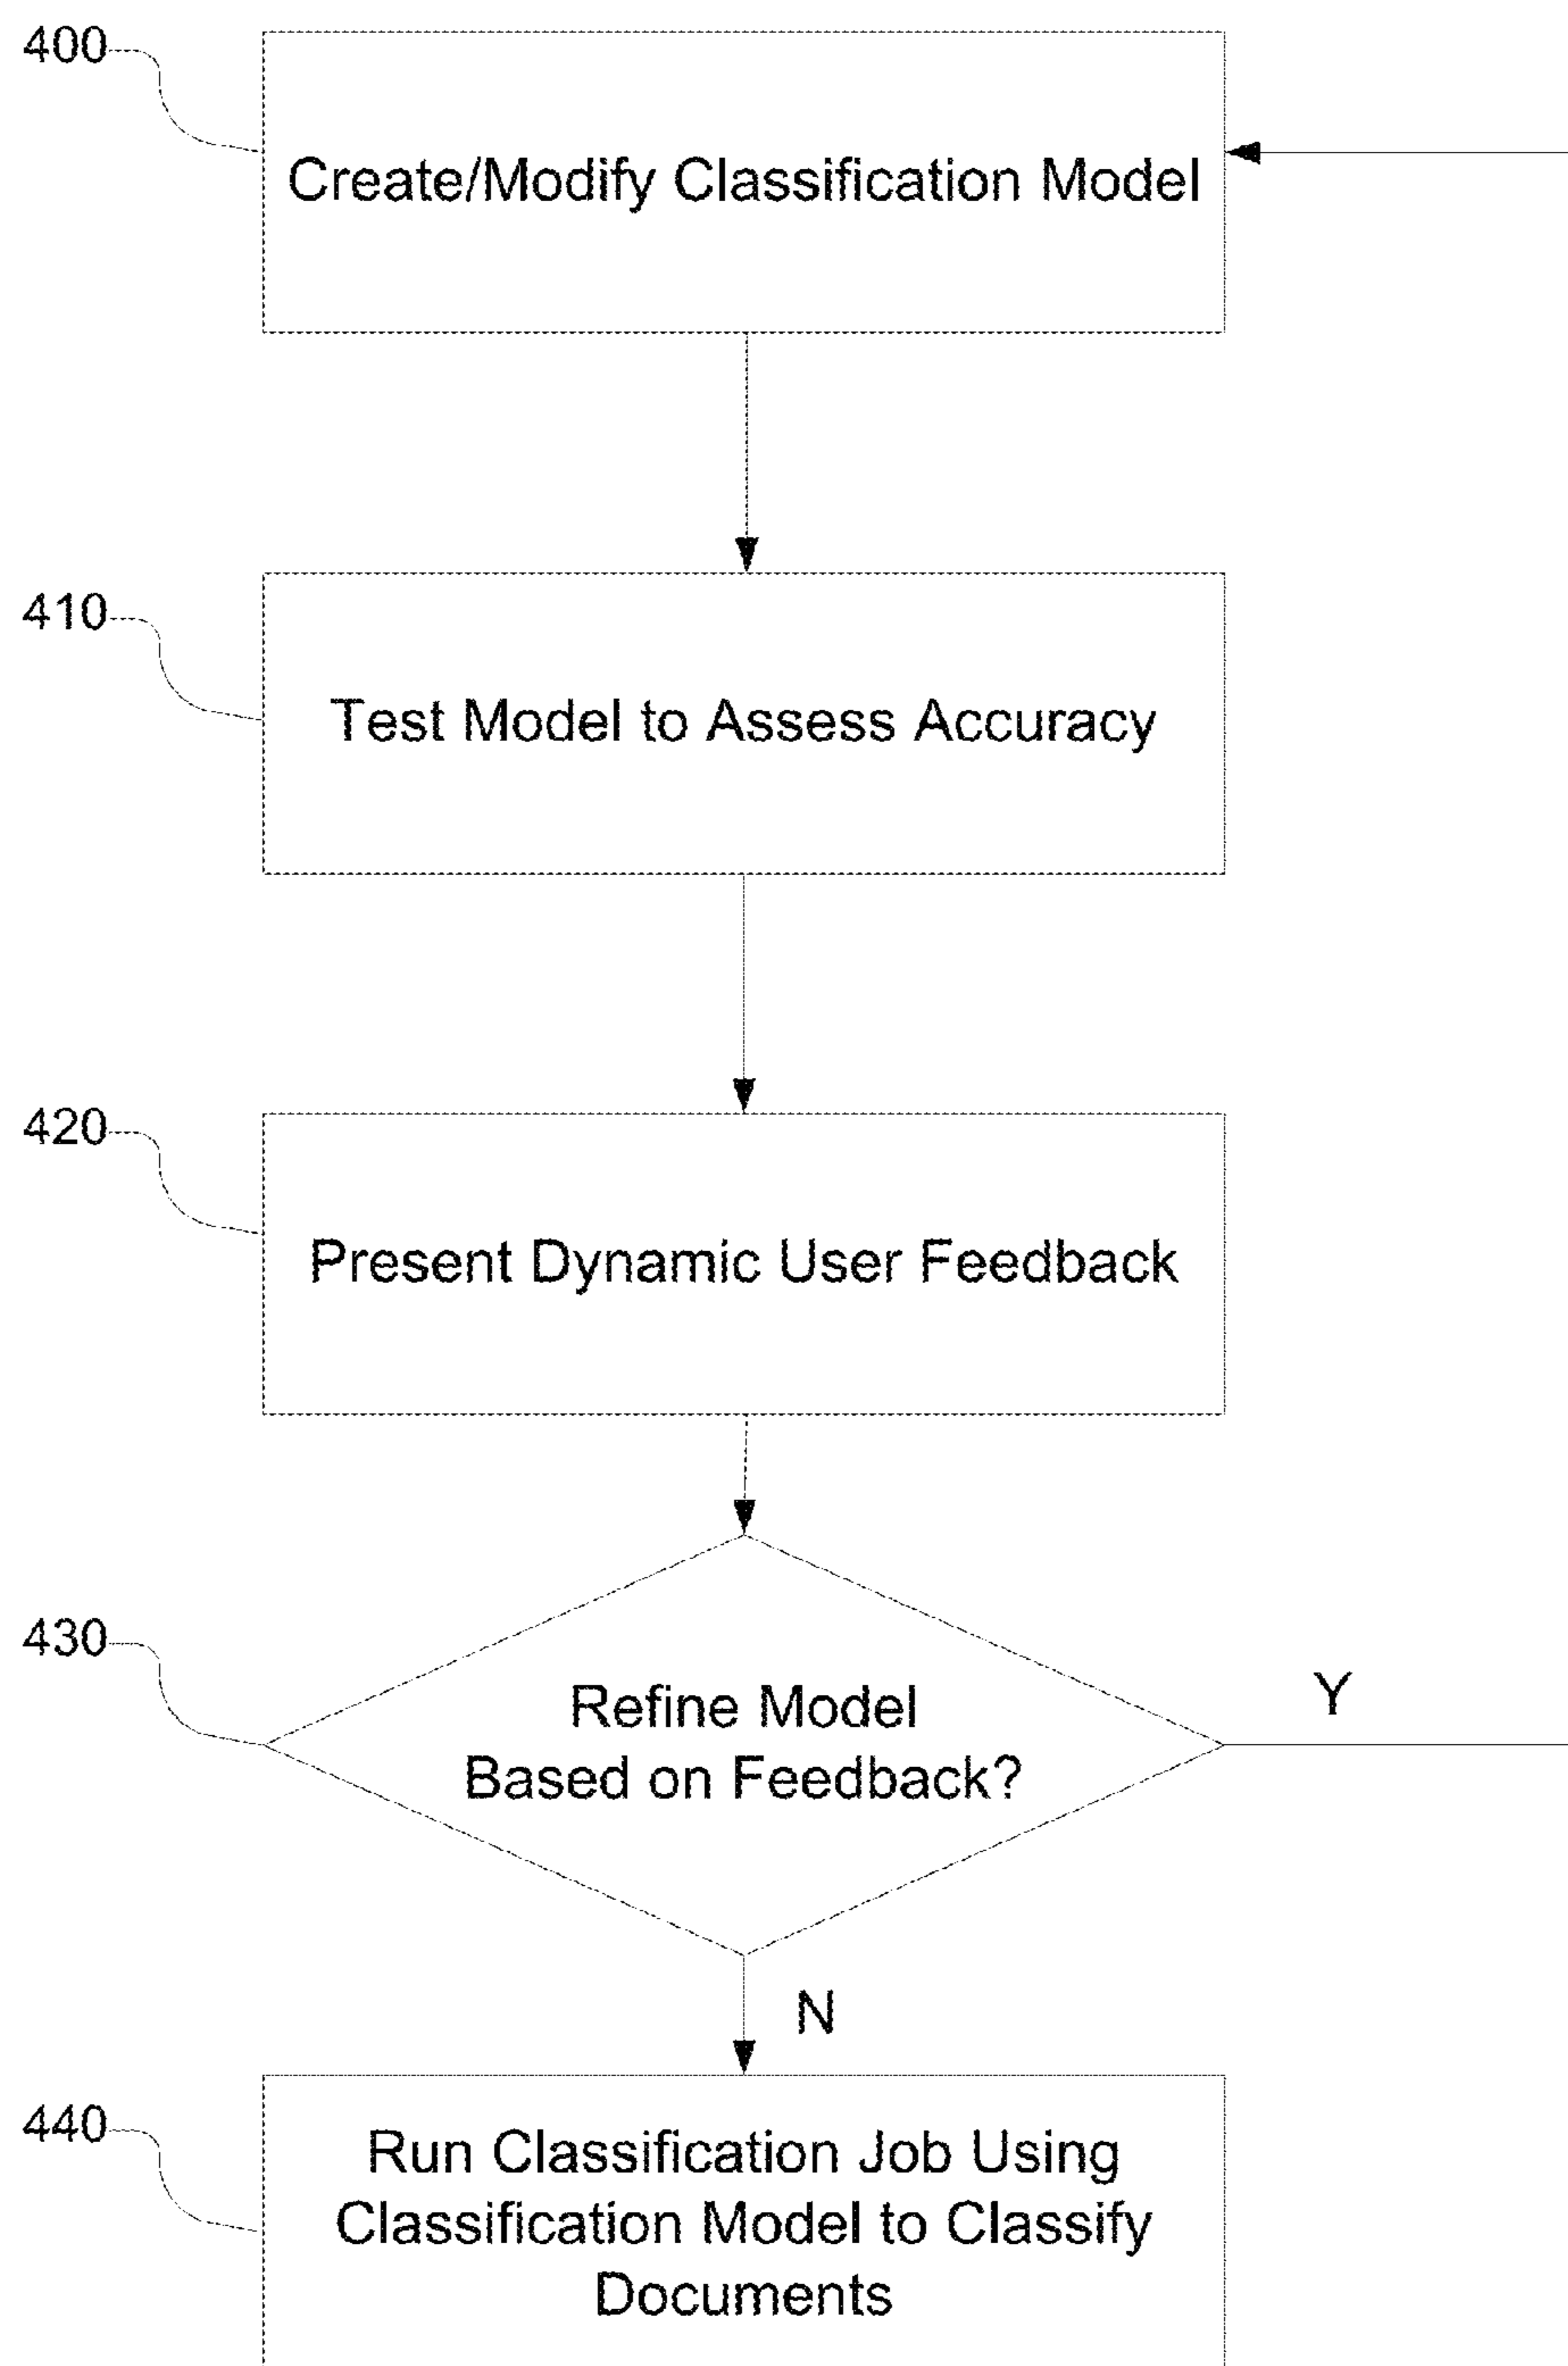 400
Create/Modify Classification Model
410
Test Model to Assess Accuracy
420
Present Dynamic User Feedback
430
Refine Model
Based on Feedback?
Y
N
440
Run Classification Job Using
Classification Model to Classify
Documents